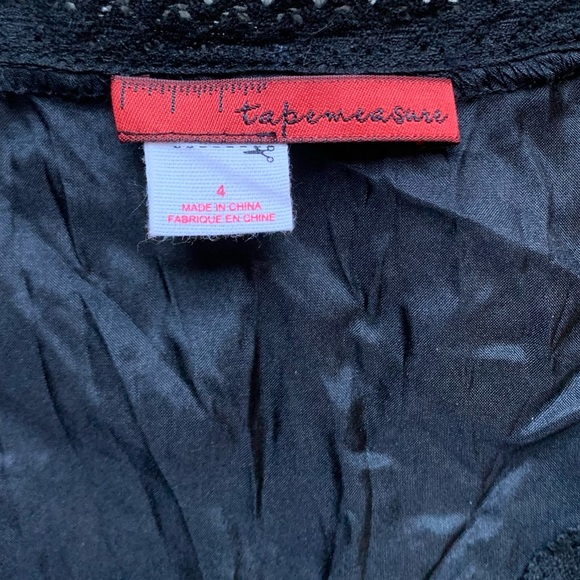 tapemeasure
4
MADE IN CHINA
FABRIQUE EN CHINE